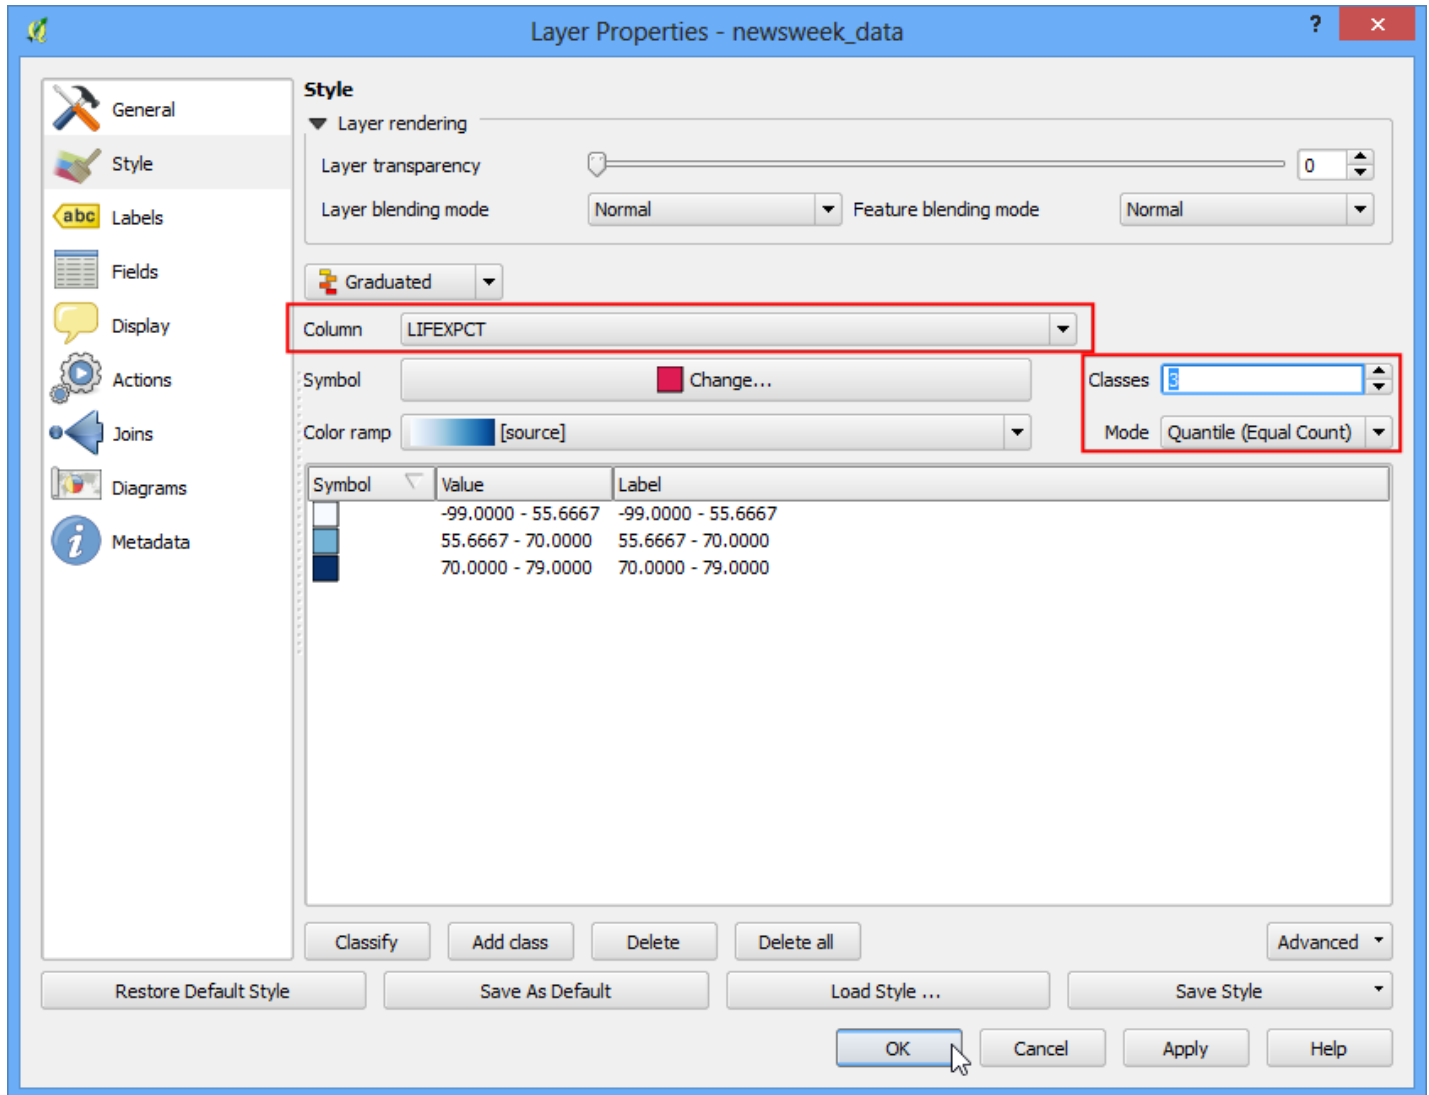 Layer Properties - newsweek_data
?
General
Style
Labels
Fields
Display
Actions
Joins
Diagrams
Metadata
abc
Style
Layer rendering
Layer transparency 0
Layer blending mode Normal Feature blending mode Normal
Graduated
Column LIFEXPCT
Symbol Change... Classes 3
Color ramp [source] Mode Quantile (Equal Count)
Symbol Value Label
-99.0000 - 55.6667 -99.0000 - 55.6667
55.6667 - 70.0000 55.6667 - 70.0000
70.0000 - 79.0000 70.0000 - 79.0000
Classify Add class Delete Delete all Advanced
Restore Default Style Save As Default Load Style ... Save Style
OK Cancel Apply Help